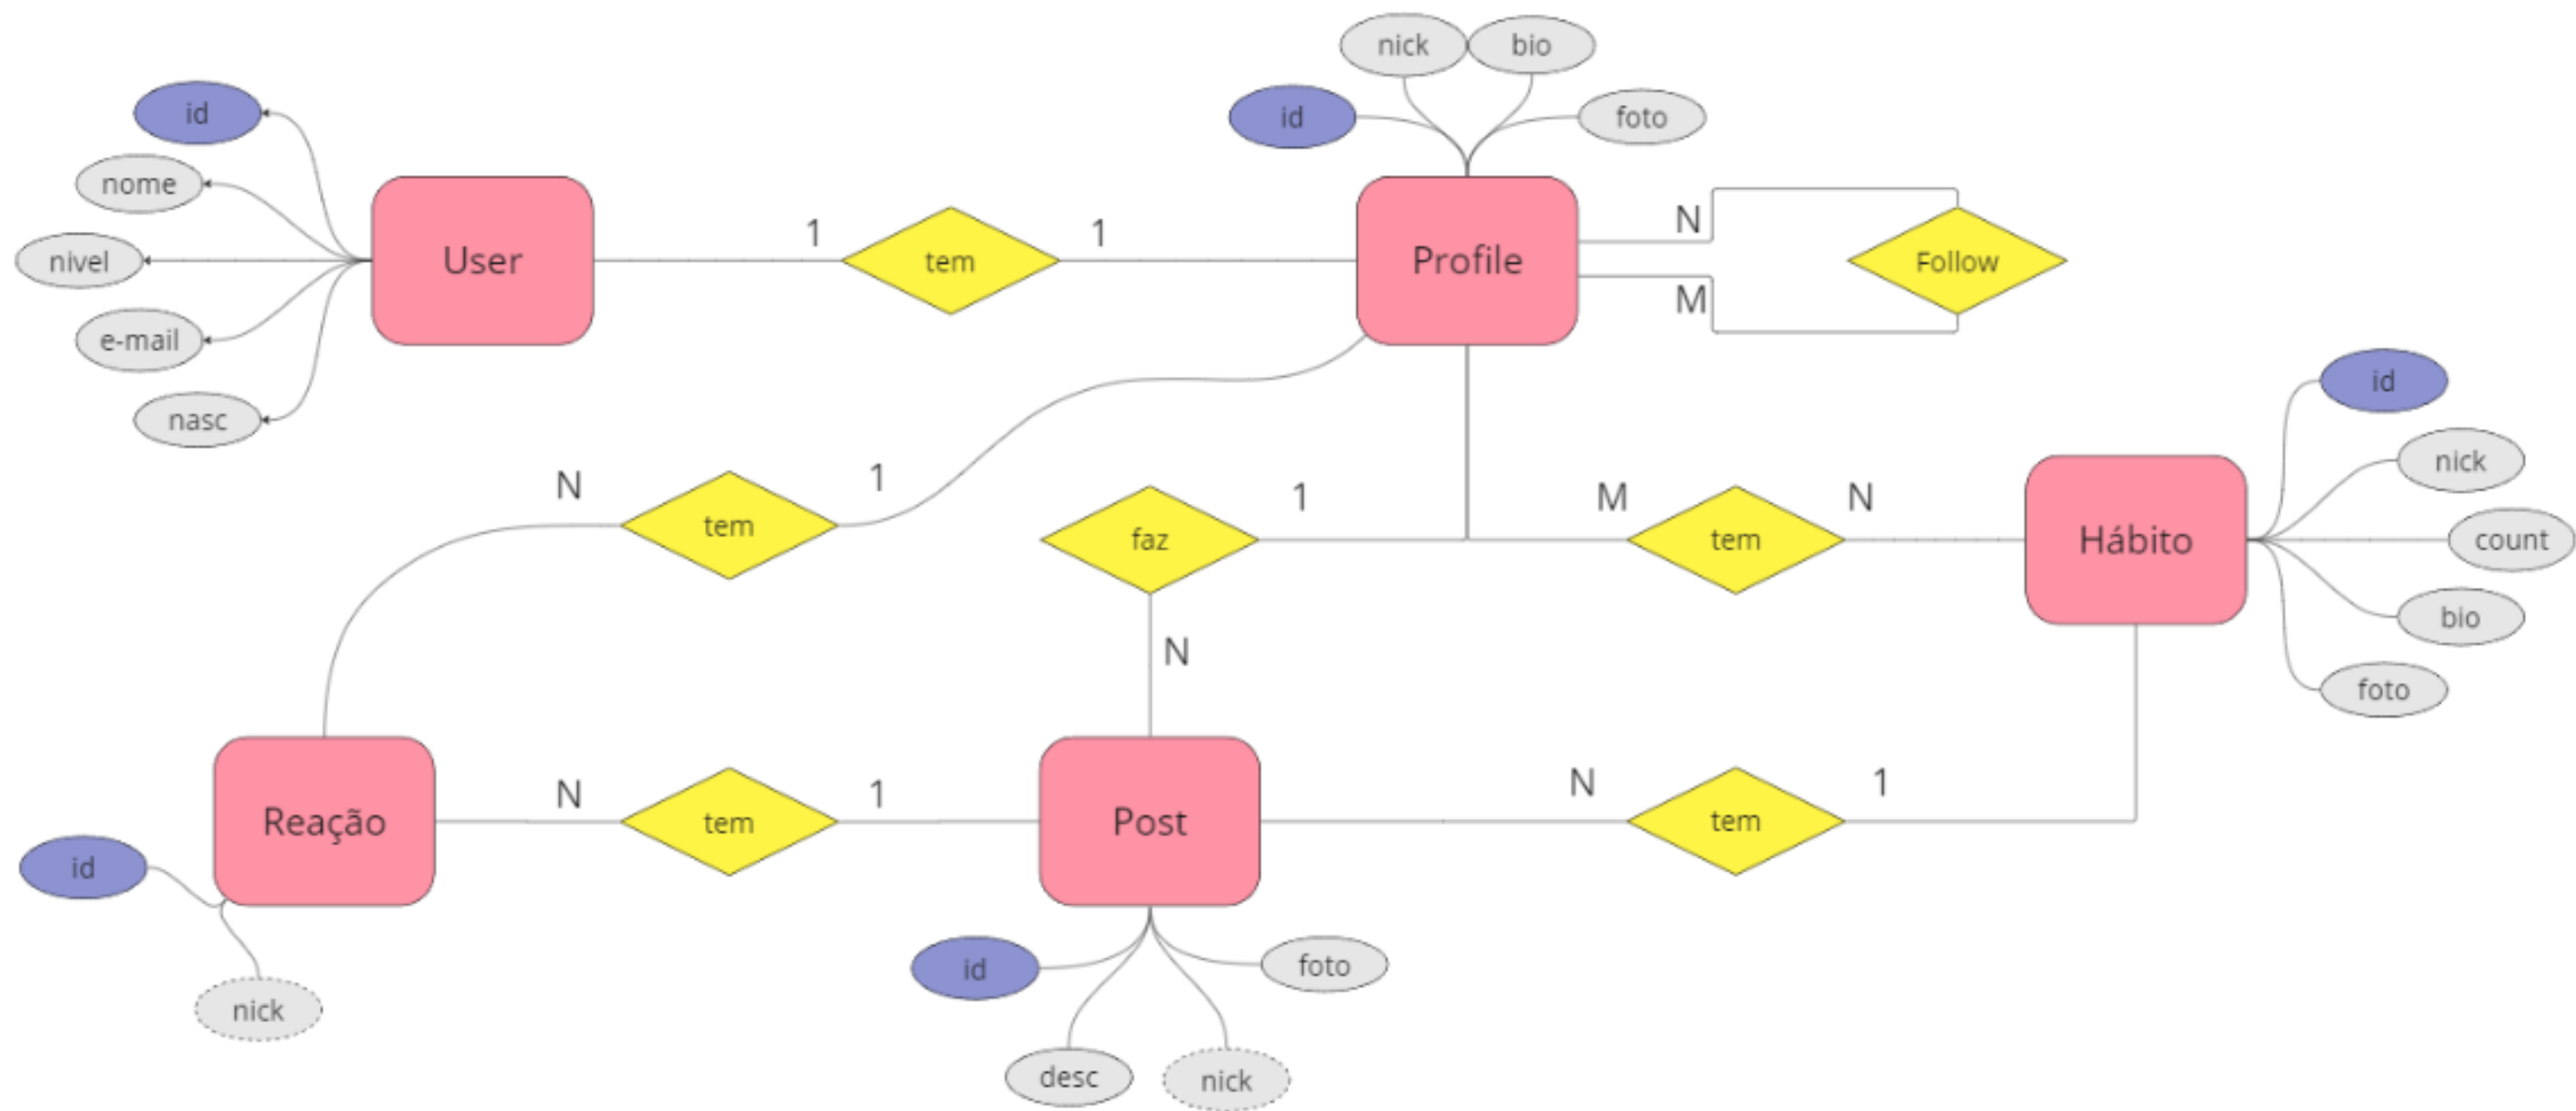 nick
bio
id
id
foto
nome
N
1
1
User
tem
Profile
Follow
nivel
M
e-mail
id
nasc
nick
N
1
1
M
N
tem
faz
tem
Hábito
count
bio
N
foto
N
1
N
1
Reação
tem
Post
tem
id
id
foto
nick
desc
nick